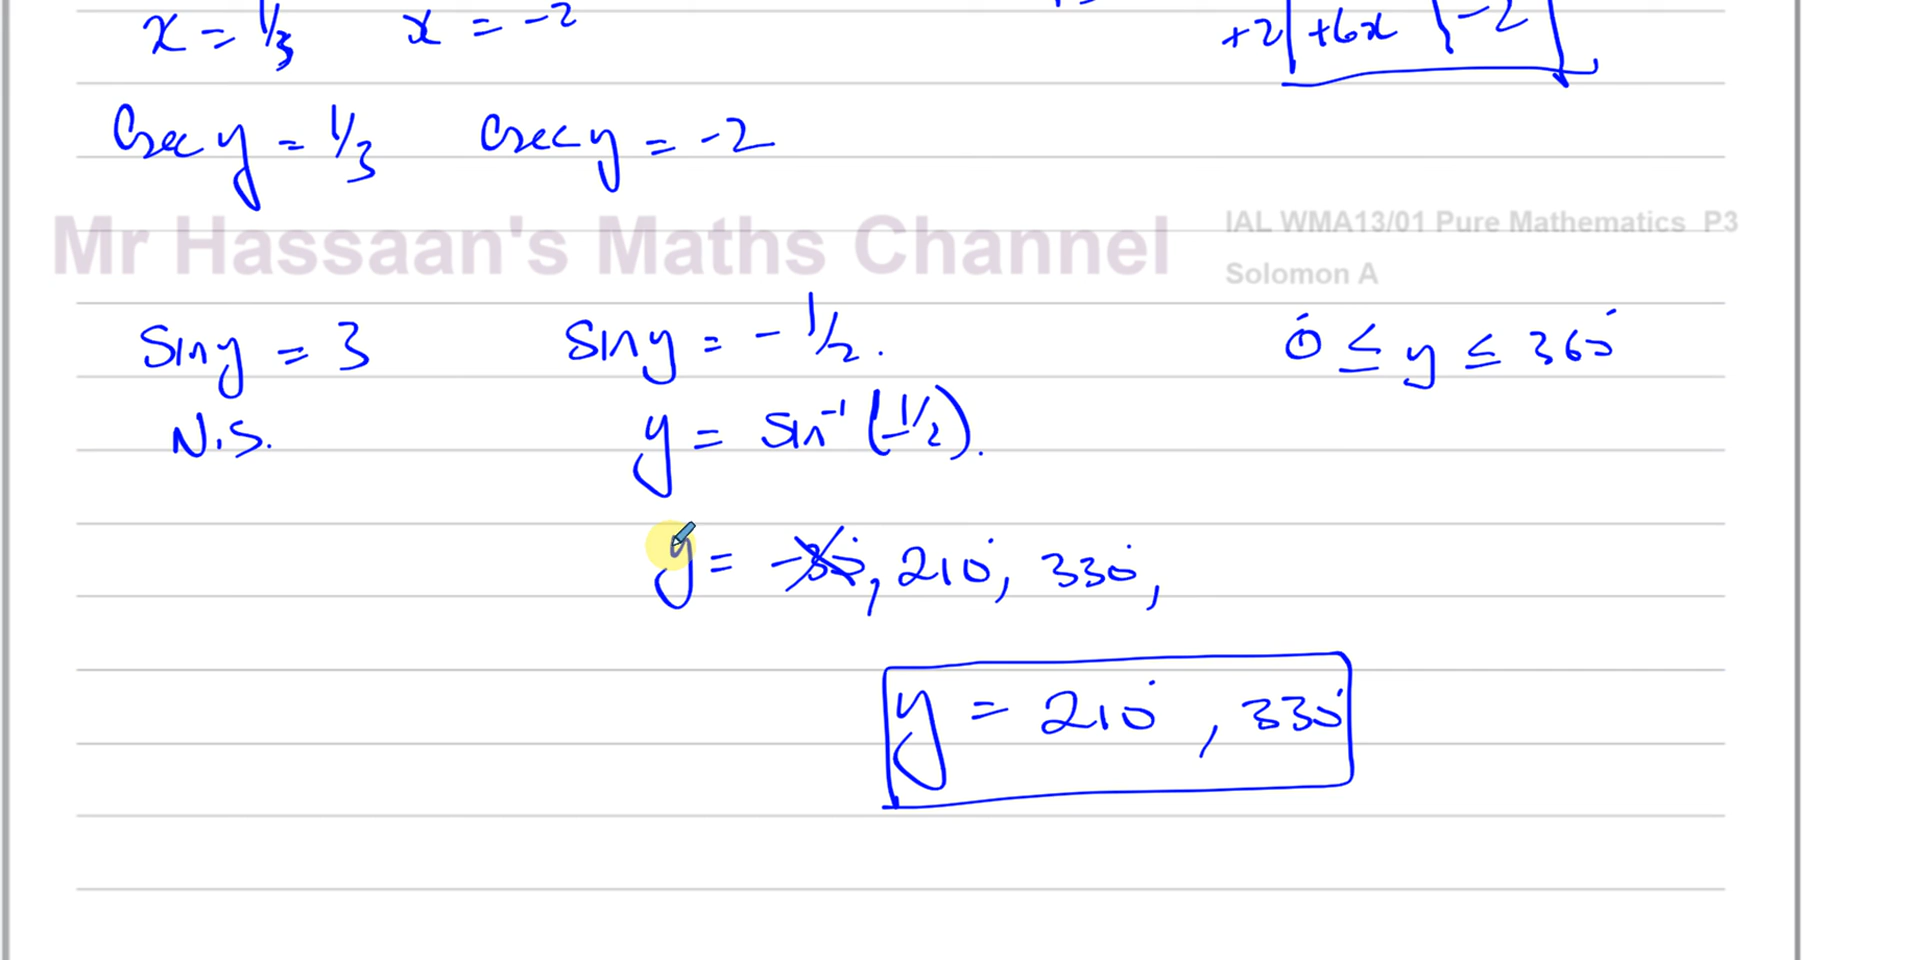 x = 1/3 x = -2 +2 +6x -2
Cosec y = 1/3 Cosec y = -2
Mr Hassaan's Maths Channel IAL WMA13/01 Pure Mathematics P3
Solomon A
Sin y = 3 Sin y = - 1/2. 0° ≤ y ≤ 360°
N.S. y = sin⁻¹ (-1/2).
y = -30°, 210°, 330°,
y = 210°, 330°